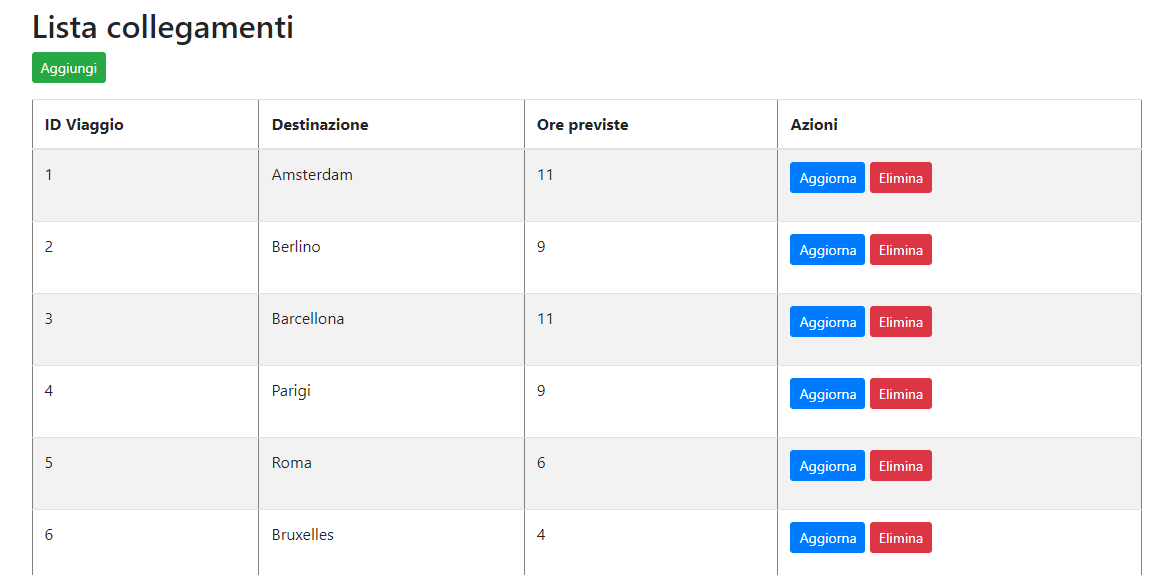 Lista collegamenti
Aggiungi
ID Viaggio Destinazione Ore previste Azioni
1 Amsterdam 11 Aggiorna Elimina
2 Berlino 9 Aggiorna Elimina
3 Barcellona 11 Aggiorna Elimina
4 Parigi 9 Aggiorna Elimina
5 Roma 6 Aggiorna Elimina
6 Bruxelles 4 Aggiorna Elimina